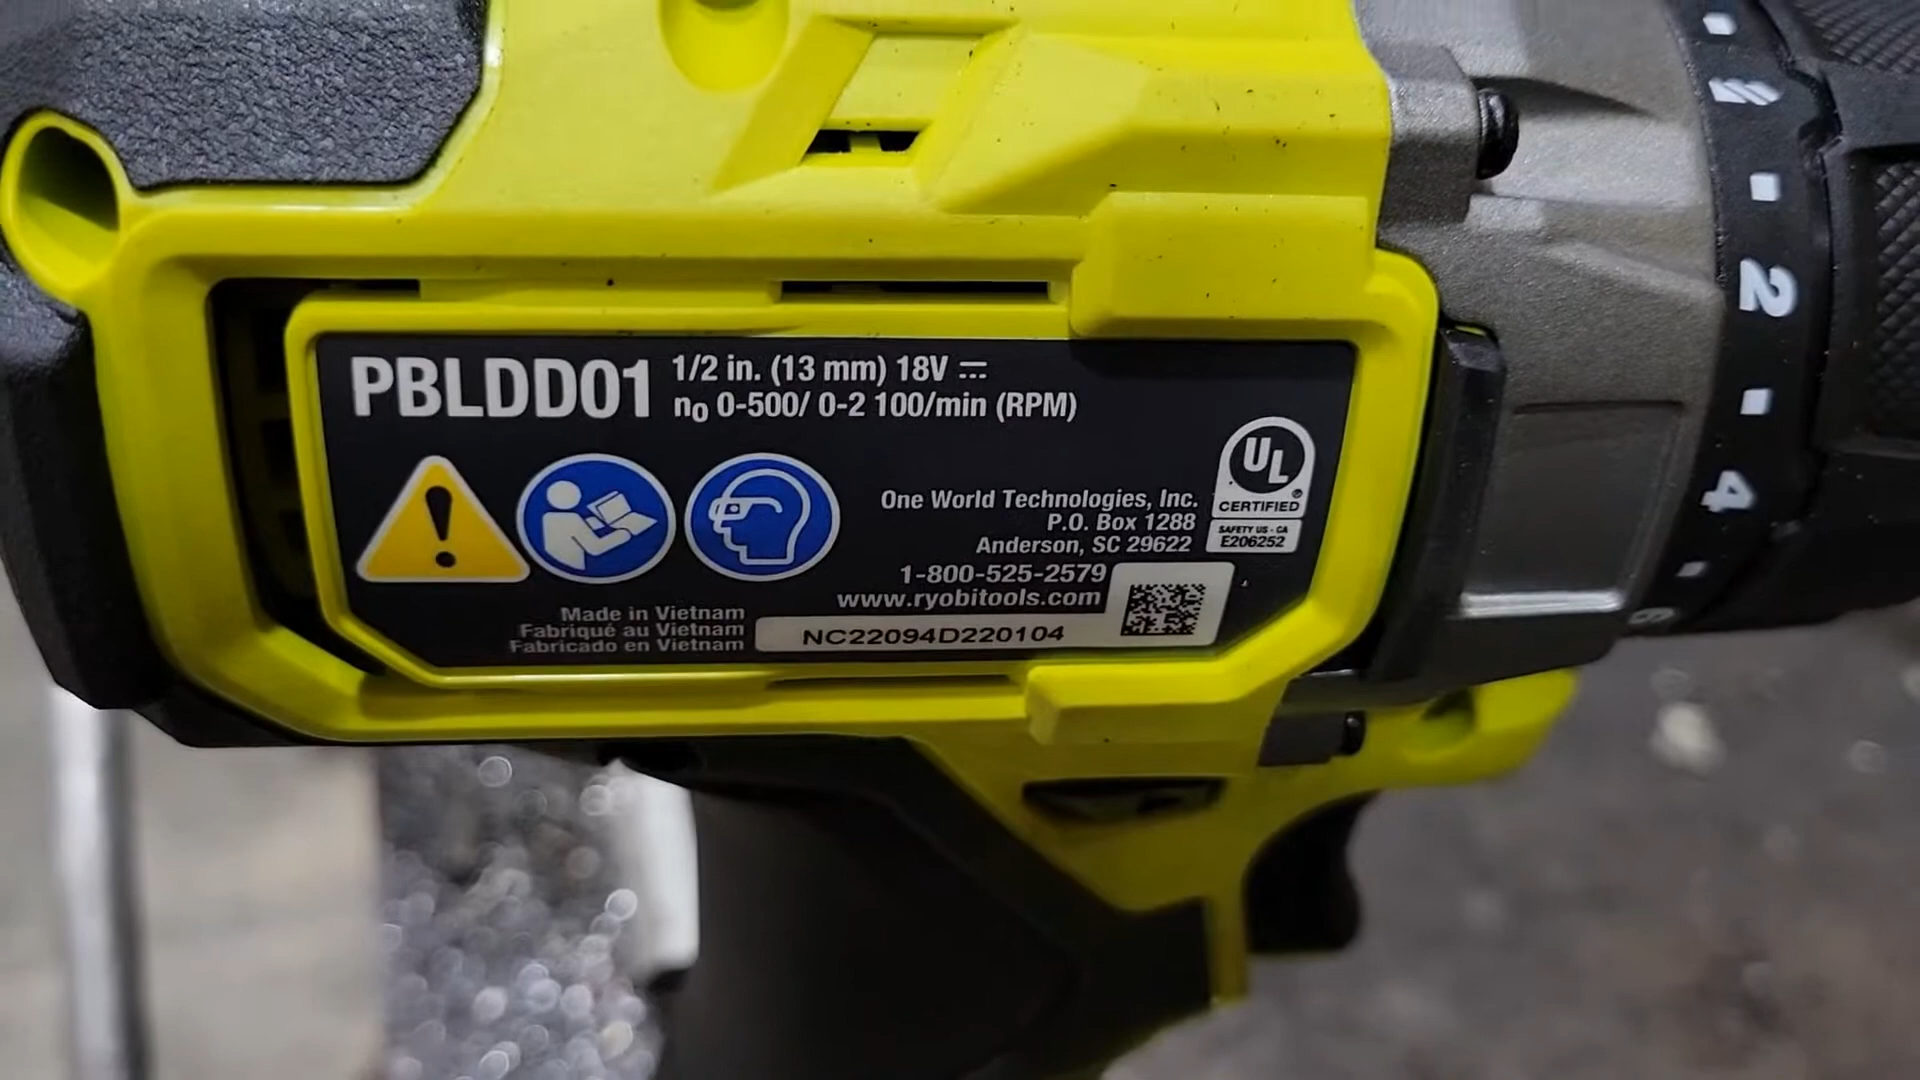 PBLDD01
1/2 in. (13 mm) 18V ⎓
n₀ 0-500/ 0-2 100/min (RPM)
UL
CERTIFIED
SAFETY US - CA
E206252
One World Technologies, Inc.
P.O. Box 1288
Anderson, SC 29622
1-800-525-2579
www.ryobitools.com
Made in Vietnam
Fabriqué au Vietnam
Fabricado en Vietnam
NC22094D220104
2
4